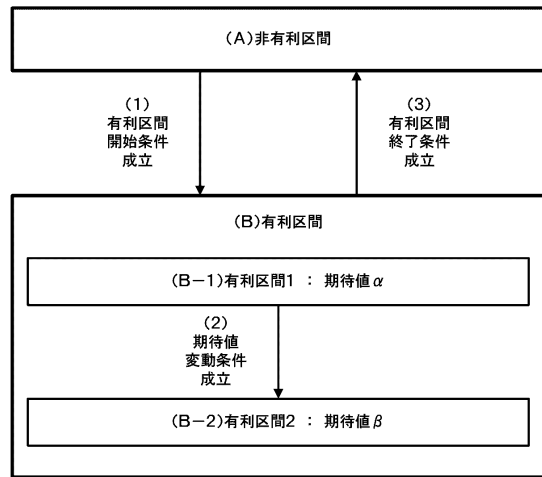 (A)非有利区間
(1)
有利区間
開始条件
成立
(3)
有利区間
終了条件
成立
(B)有利区間
(B－1)有利区間1 ： 期待値α
(2)
期待値
変動条件
成立
(B－2)有利区間2 ： 期待値β